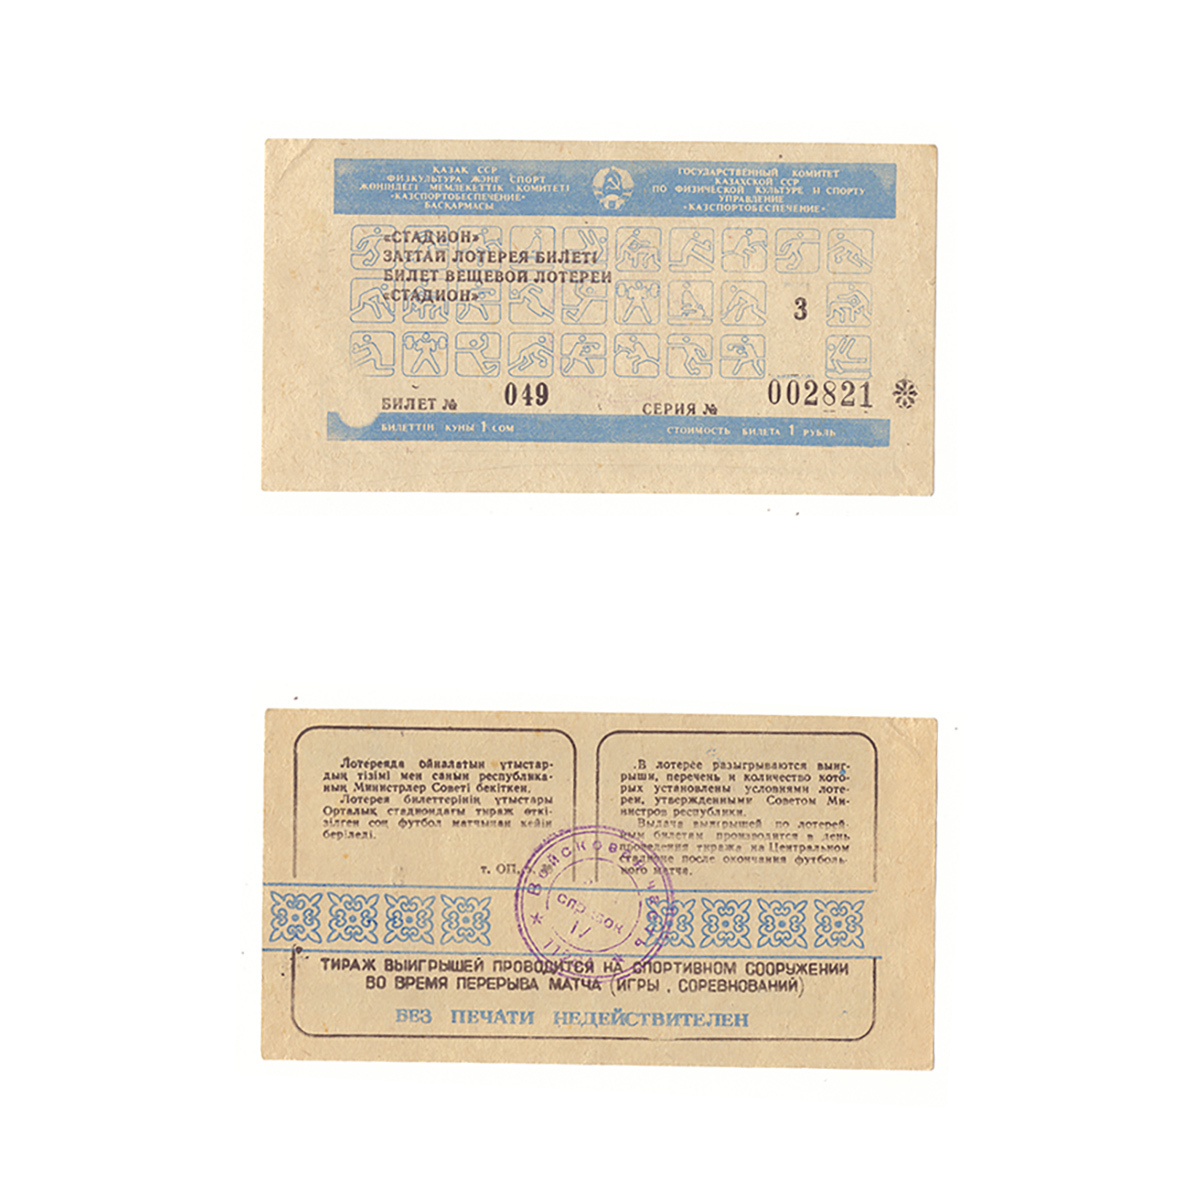 ҚАЗАҚ ССР
ФИЗКУЛЬТУРА ЖӘНЕ СПОРТ
ЖӨНІНДЕГІ МЕМЛЕКЕТТІК КОМИТЕТІ
«КАЗСПОРТОБЕСПЕЧЕНИЕ»
БАСҚАРМАСЫ
ГОСУДАРСТВЕННЫЙ КОМИТЕТ
КАЗАХСКОЙ ССР
ПО ФИЗИЧЕСКОЙ КУЛЬТУРЕ И СПОРТУ
УПРАВЛЕНИЕ
«КАЗСПОРТОБЕСПЕЧЕНИЕ»
«СТАДИОН»
ЗАТТАЙ ЛОТЕРЕЯ БИЛЕТІ
БИЛЕТ ВЕЩЕВОЙ ЛОТЕРЕИ
«СТАДИОН»
3
БИЛЕТ № 049
СЕРИЯ № 002821
БИЛЕТТІҢ ҚҰНЫ 1 СОМ
СТОИМОСТЬ БИЛЕТА 1 РУБЛЬ
Лотереяда ойналатын ұтыстар-
дың тізімі мен санын республика-
ның Министрлер Советі бекіткен.
Лотерея билеттерінің ұтыстары
Орталық стадиондағы тираж өткі-
зілген соң футбол матчынан кейін
беріледі.
т. ОП.
В лотерее разыгрываются выиг-
рыши, перечень и количество кото-
рых установлены условиями лоте-
реи, утвержденными Советом Ми-
нистров республики.
Выдача выигрышей по лотерей-
ным билетам производится в день
проведения тиража на Центральном
стадионе после окончания футболь-
ного матча.
Войсковой часть
ТИРАЖ ВЫИГРЫШЕЙ ПРОВОДИТСЯ НА СПОРТИВНОМ СООРУЖЕНИИ
ВО ВРЕМЯ ПЕРЕРЫВА МАТЧА (ИГРЫ, СОРЕВНОВАНИЙ)
БЕЗ ПЕЧАТИ НЕДЕЙСТВИТЕЛЕН